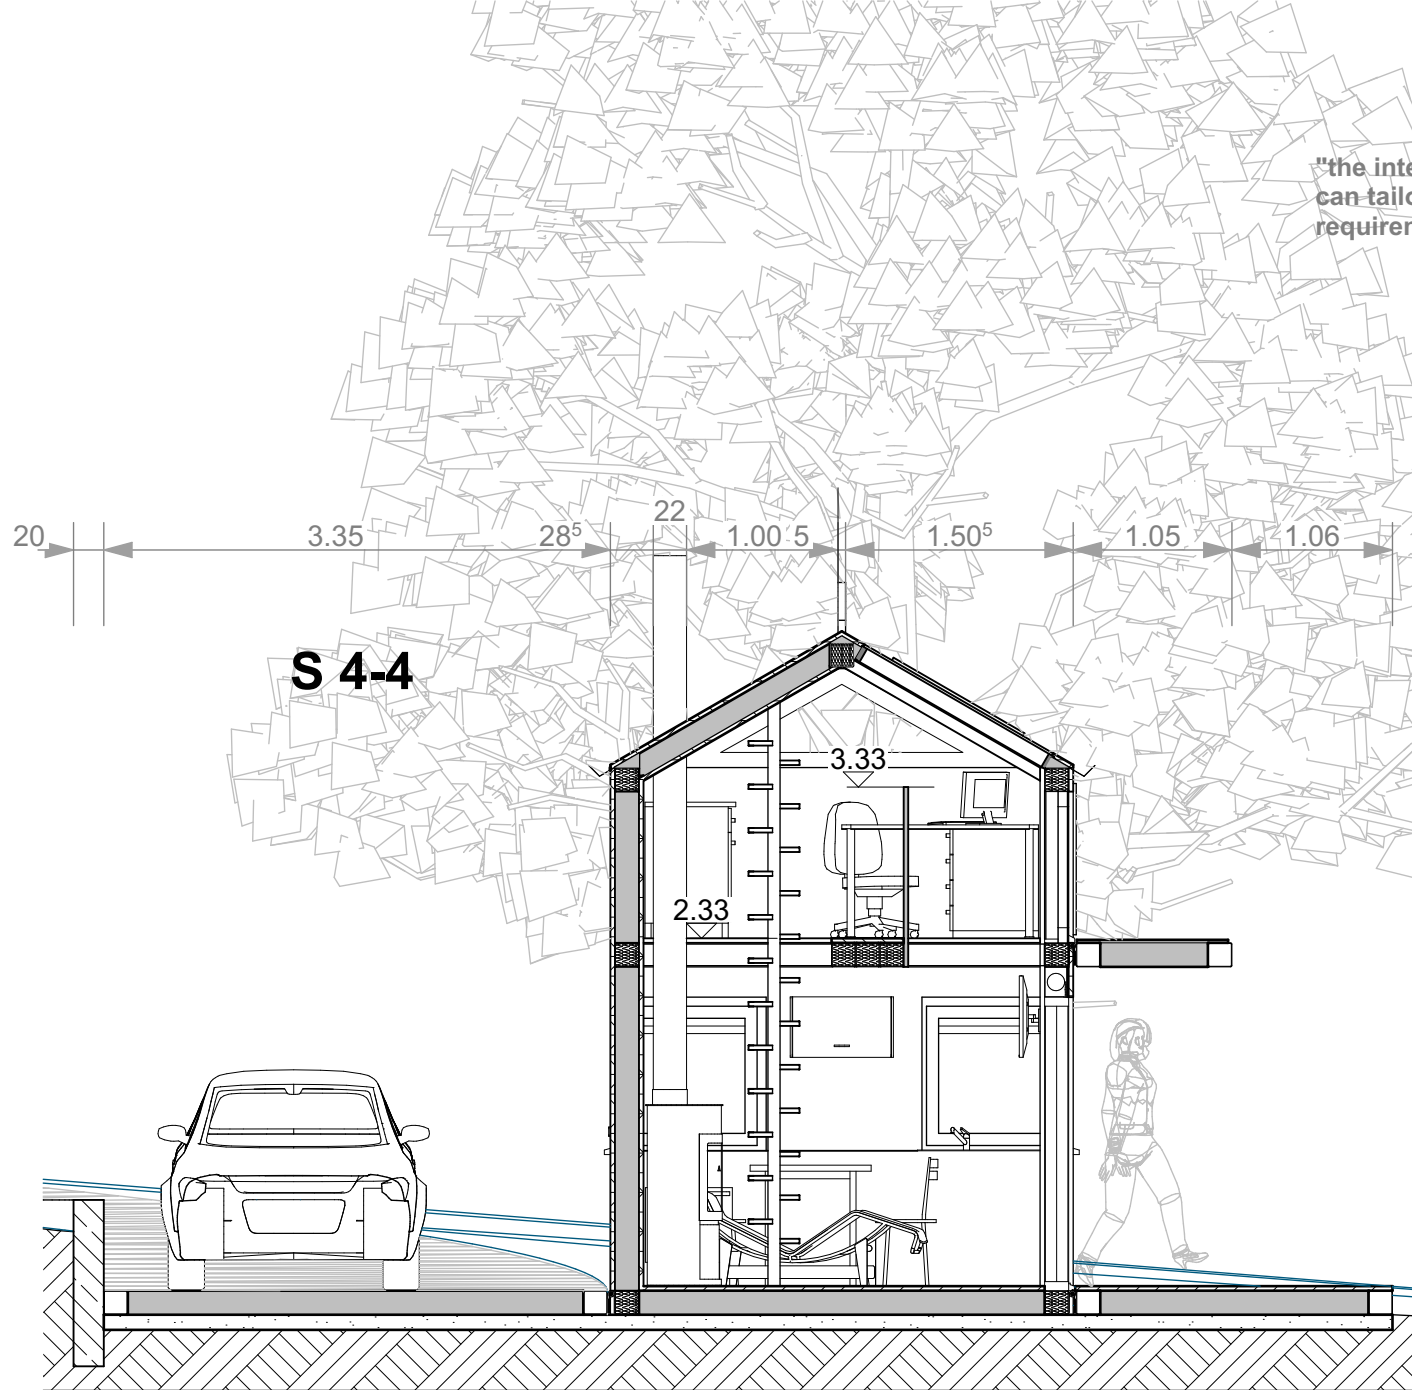 "the inte
can tailo
requirem
20 3.35 28⁵ 22 1.00 5 1.50⁵ 1.05 1.06
S 4-4
3.33
2.33